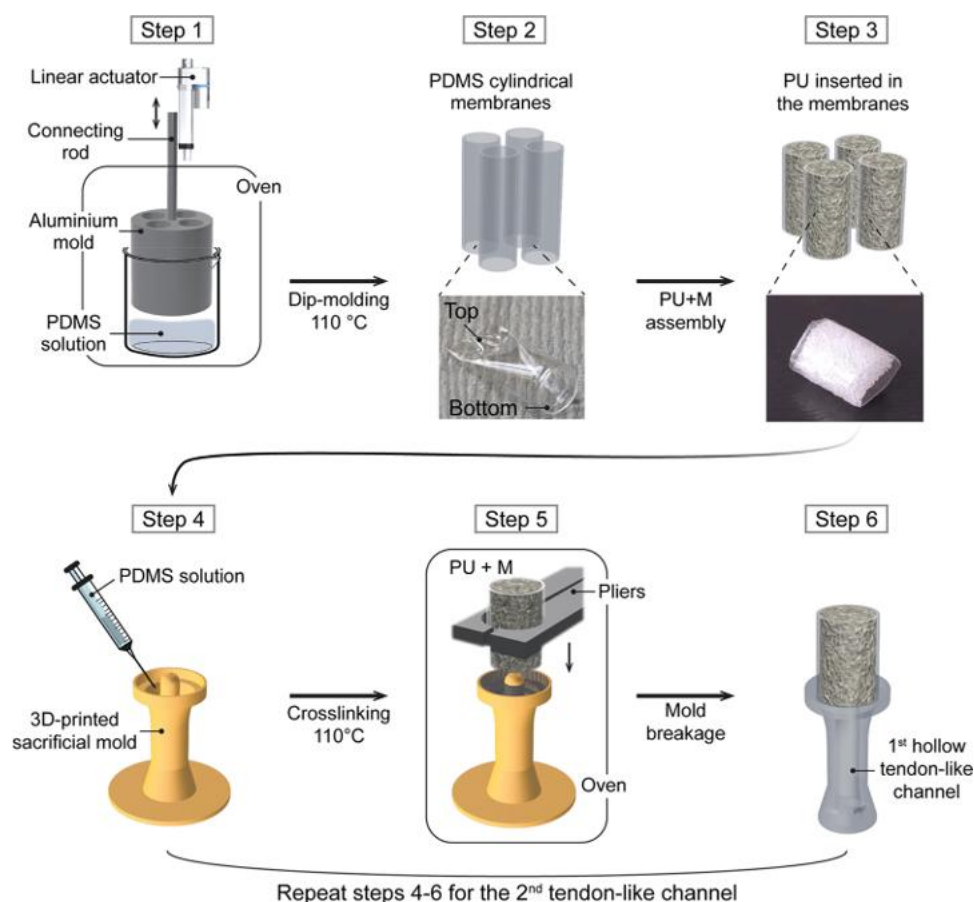 Step 1
Linear actuator
Connecting
rod
Oven
Aluminium
mold
PDMS
solution
Dip-molding
110 °C
Step 2
PDMS cylindrical
membranes
Top
Bottom
PU+M
assembly
Step 3
PU inserted in
the membranes
Step 4
PDMS solution
3D-printed
sacrificial mold
Crosslinking
110°C
Step 5
PU + M
Pliers
Oven
Mold
breakage
Step 6
1st hollow
tendon-like
channel
Repeat steps 4-6 for the 2nd tendon-like channel